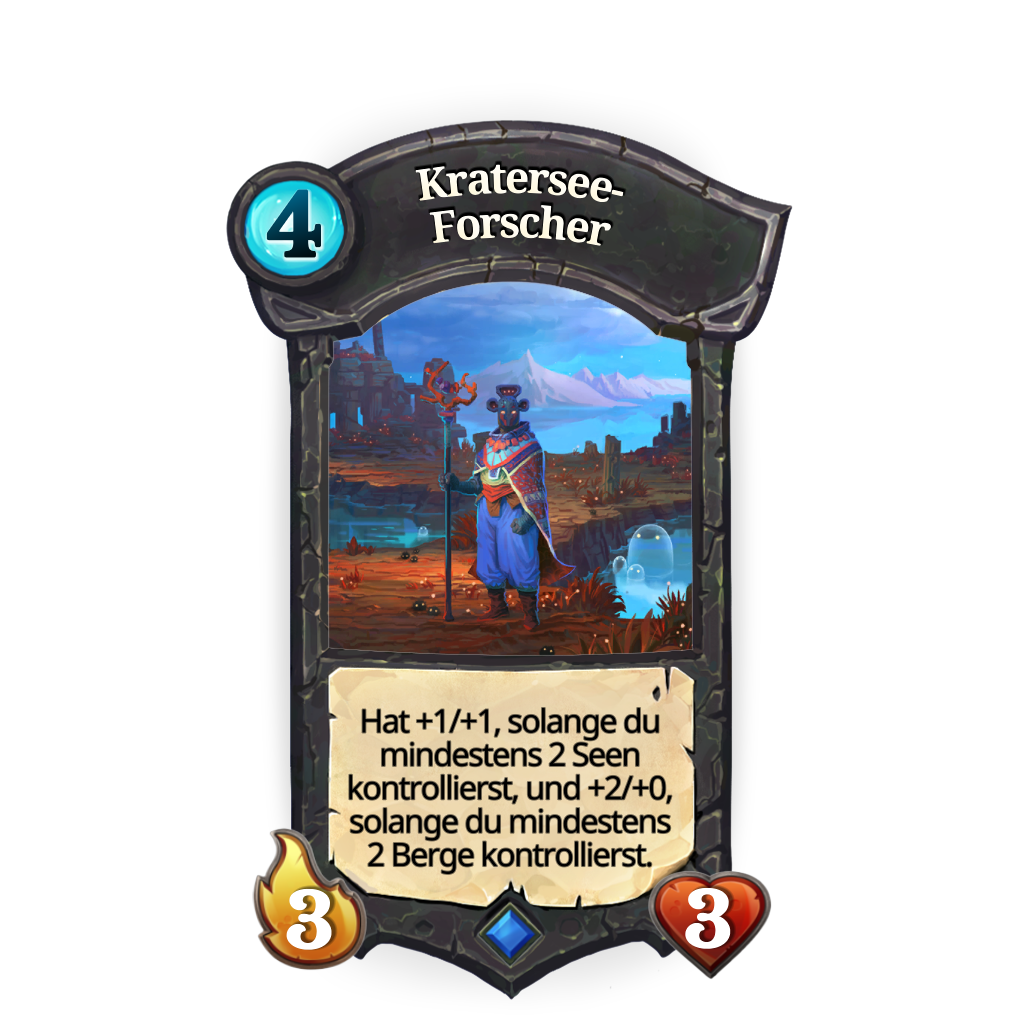 4
Kratersee-
Forscher
Hat +1/+1, solange du
mindestens 2 Seen
kontrollierst, und +2/+0,
solange du mindestens
2 Berge kontrollierst.
3
3